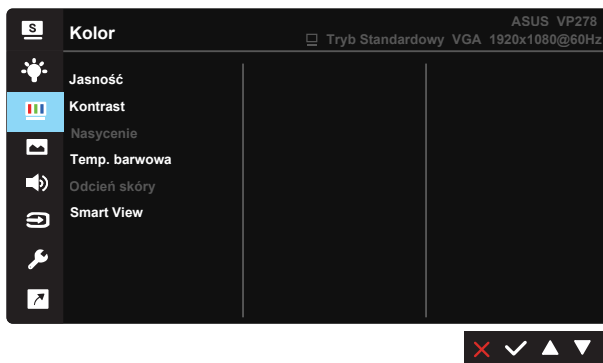 S
Kolor
ASUS VP278
Tryb Standardowy VGA 1920x1080@60Hz
Jasność
Kontrast
Nasycenie
Temp. barwowa
Odcień skóry
Smart View